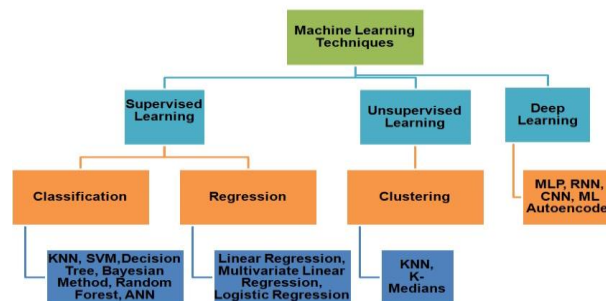 Machine Learning
Techniques
Supervised
Learning
Unsupervised
Learning
Deep
Learning
Classification
Regression
Clustering
MLP, RNN,
CNN, ML
Autoencode
KNN, SVM,Decision
Tree, Bayesian
Method, Random
Forest, ANN
Linear Regression,
Multivariate Linear
Regression,
Logistic Regression
KNN,
K-
Medians